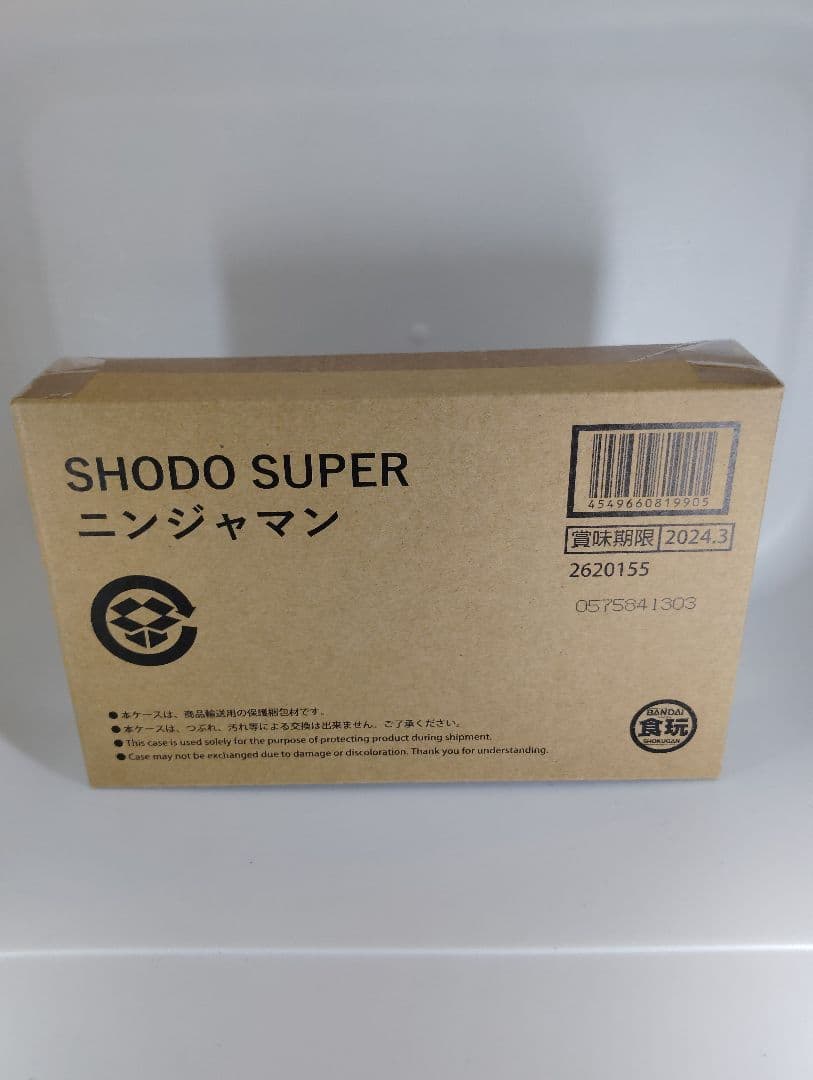 SHODO SUPER
ニンジャマン
4549660819905
賞味期限 2024.3
2620155
0575841303
●本ケースは、商品輸送用の保護梱包材です。
●本ケースは、つぶれ、汚れ等による交換は出来ません。ご了承ください。
●This case is used solely for the purpose of protecting product during shipment.
●Case may not be exchanged due to damage or discoloration. Thank you for understanding.
BANDAI
食玩
SHOKUGAN